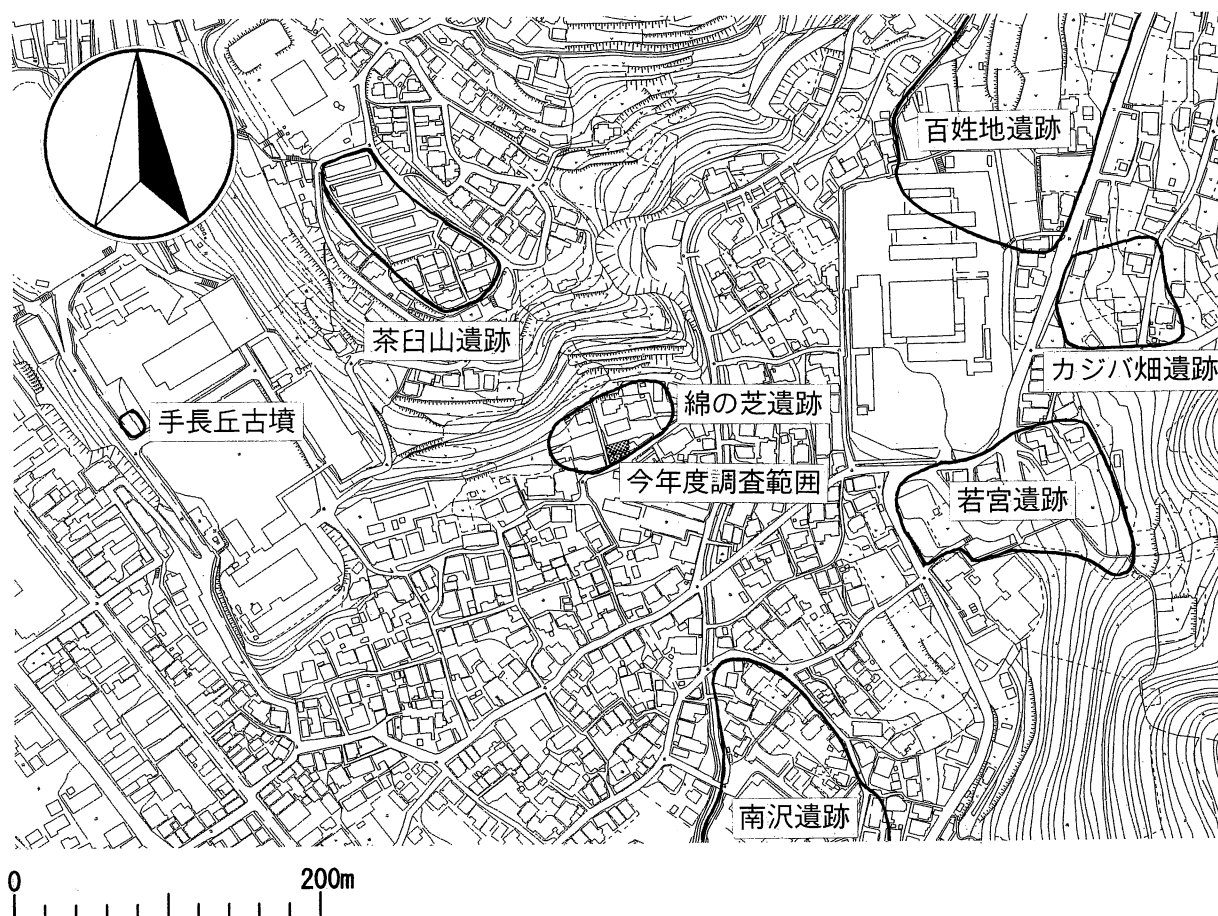 百姓地遺跡
茶臼山遺跡
カジバ畑遺跡
手長丘古墳
綿の芝遺跡
今年度調査範囲
若宮遺跡
南沢遺跡
0 200m